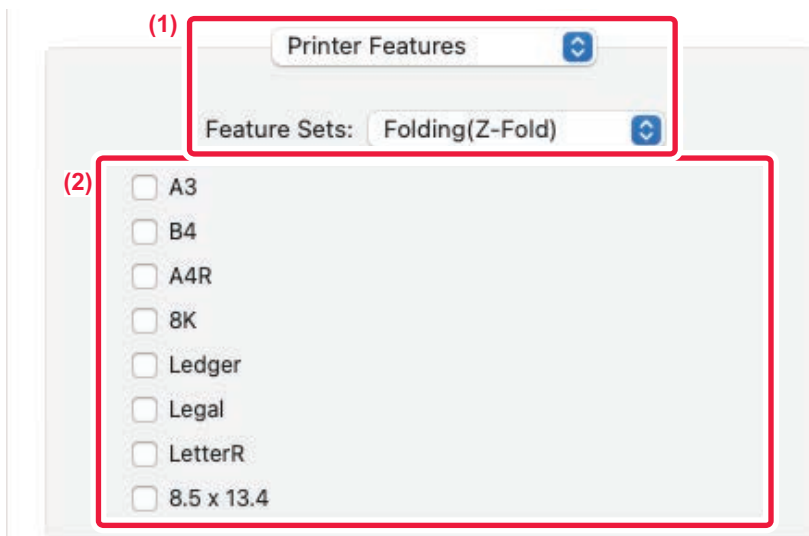 (1)
Printer Features
Feature Sets: Folding(Z-Fold)
(2)
A3
B4
A4R
8K
Ledger
Legal
LetterR
8.5 x 13.4